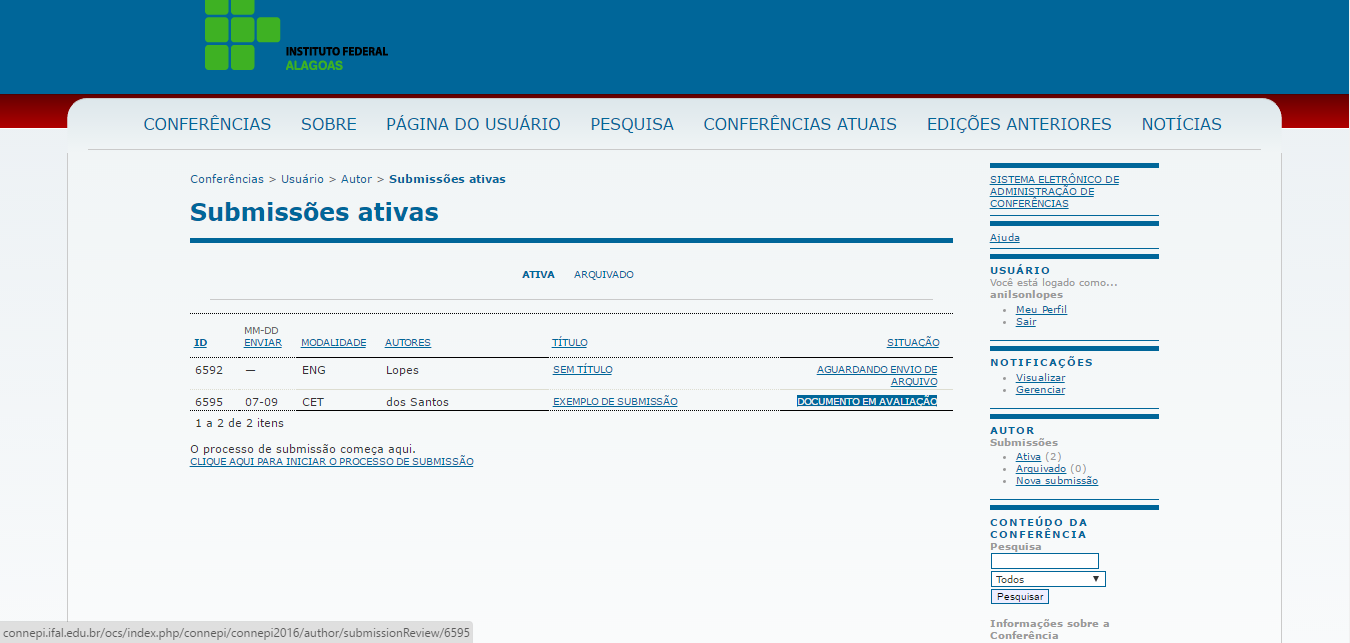 INSTITUTO FEDERAL
ALAGOAS
CONFERÊNCIAS SOBRE PÁGINA DO USUÁRIO PESQUISA CONFERÊNCIAS ATUAIS EDIÇÕES ANTERIORES NOTÍCIAS
Conferências > Usuário > Autor > Submissões ativas
Submissões ativas
ATIVA ARQUIVADO
ID MM-DD ENVIAR MODALIDADE AUTORES TÍTULO SITUAÇÃO
6592 — ENG Lopes SEM TÍTULO AGUARDANDO ENVIO DE
ARQUIVO
6595 07-09 CET dos Santos EXEMPLO DE SUBMISSÃO DOCUMENTO EM AVALIAÇÃO
1 a 2 de 2 itens
O processo de submissão começa aqui.
CLIQUE AQUI PARA INICIAR O PROCESSO DE SUBMISSÃO
SISTEMA ELETRÔNICO DE
ADMINISTRAÇÃO DE
CONFERÊNCIAS
Ajuda
USUÁRIO
Você está logado como...
anilsonlopes
Meu Perfil
Sair
NOTIFICAÇÕES
Visualizar
Gerenciar
AUTOR
Submissões
Ativa (2)
Arquivado (0)
Nova submissão
CONTEÚDO DA
CONFERÊNCIA
Pesquisa
Todos
Pesquisar
Informações sobre a
Conferência
connepi.ifal.edu.br/ocs/index.php/connepi/connepi2016/author/submissionReview/6595